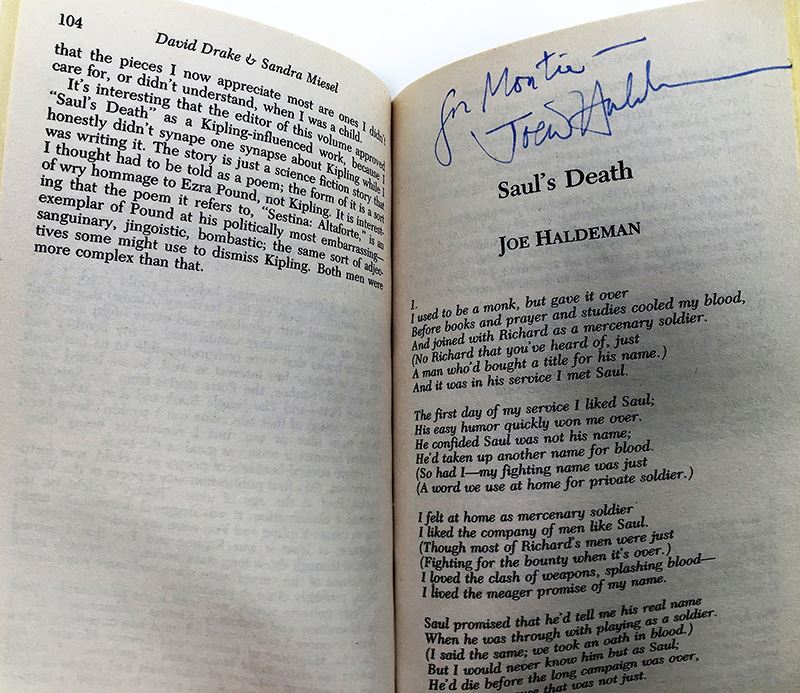 104
David Drake & Sandra Miesel
that the pieces I now appreciate most are ones I didn't
care for, or didn't understand, when I was a child.
It's interesting that the editor of this volume approved
"Saul's Death" as a Kipling-influenced work, because I
honestly didn't synapse one synapse about Kipling while I
was writing it. The story is just a science fiction story that
I thought had to be told as a poem; the form of it is a sort
of wry hommage to Ezra Pound, not Kipling. It is interest-
ing that the poem it refers to, "Sestina: Altaforte," is an
exemplar of Pound at his politically most embarrassing—
sanguinary, jingoistic, bombastic; the same sort of adjec-
tives some might use to dismiss Kipling. Both men were
more complex than that.
for Montie —
Joe Haldeman
Saul's Death
JOE HALDEMAN
1.
I used to be a monk, but gave it over
Before books and prayer and studies cooled my blood,
And joined with Richard as a mercenary soldier.
(No Richard that you've heard of, just
A man who'd bought a title for his name.)
And it was in his service I met Saul.
The first day of my service I liked Saul;
His easy humor quickly won me over.
He confided Saul was not his name;
He'd taken up another name for blood.
(So had I—my fighting name was just
(A word we use at home for private soldier.)
I felt at home as mercenary soldier
I liked the company of men like Saul.
(Though most of Richard's men were just
(Fighting for the bounty when it's over.)
I loved the clash of weapons, splashing blood—
I lived the meager promise of my name.
Saul promised that he'd tell me his real name
When he was through with playing as a soldier.
(I said the same; we took an oath in blood.)
But I would never know him but as Saul;
He'd die before the long campaign was over,
that was not just.